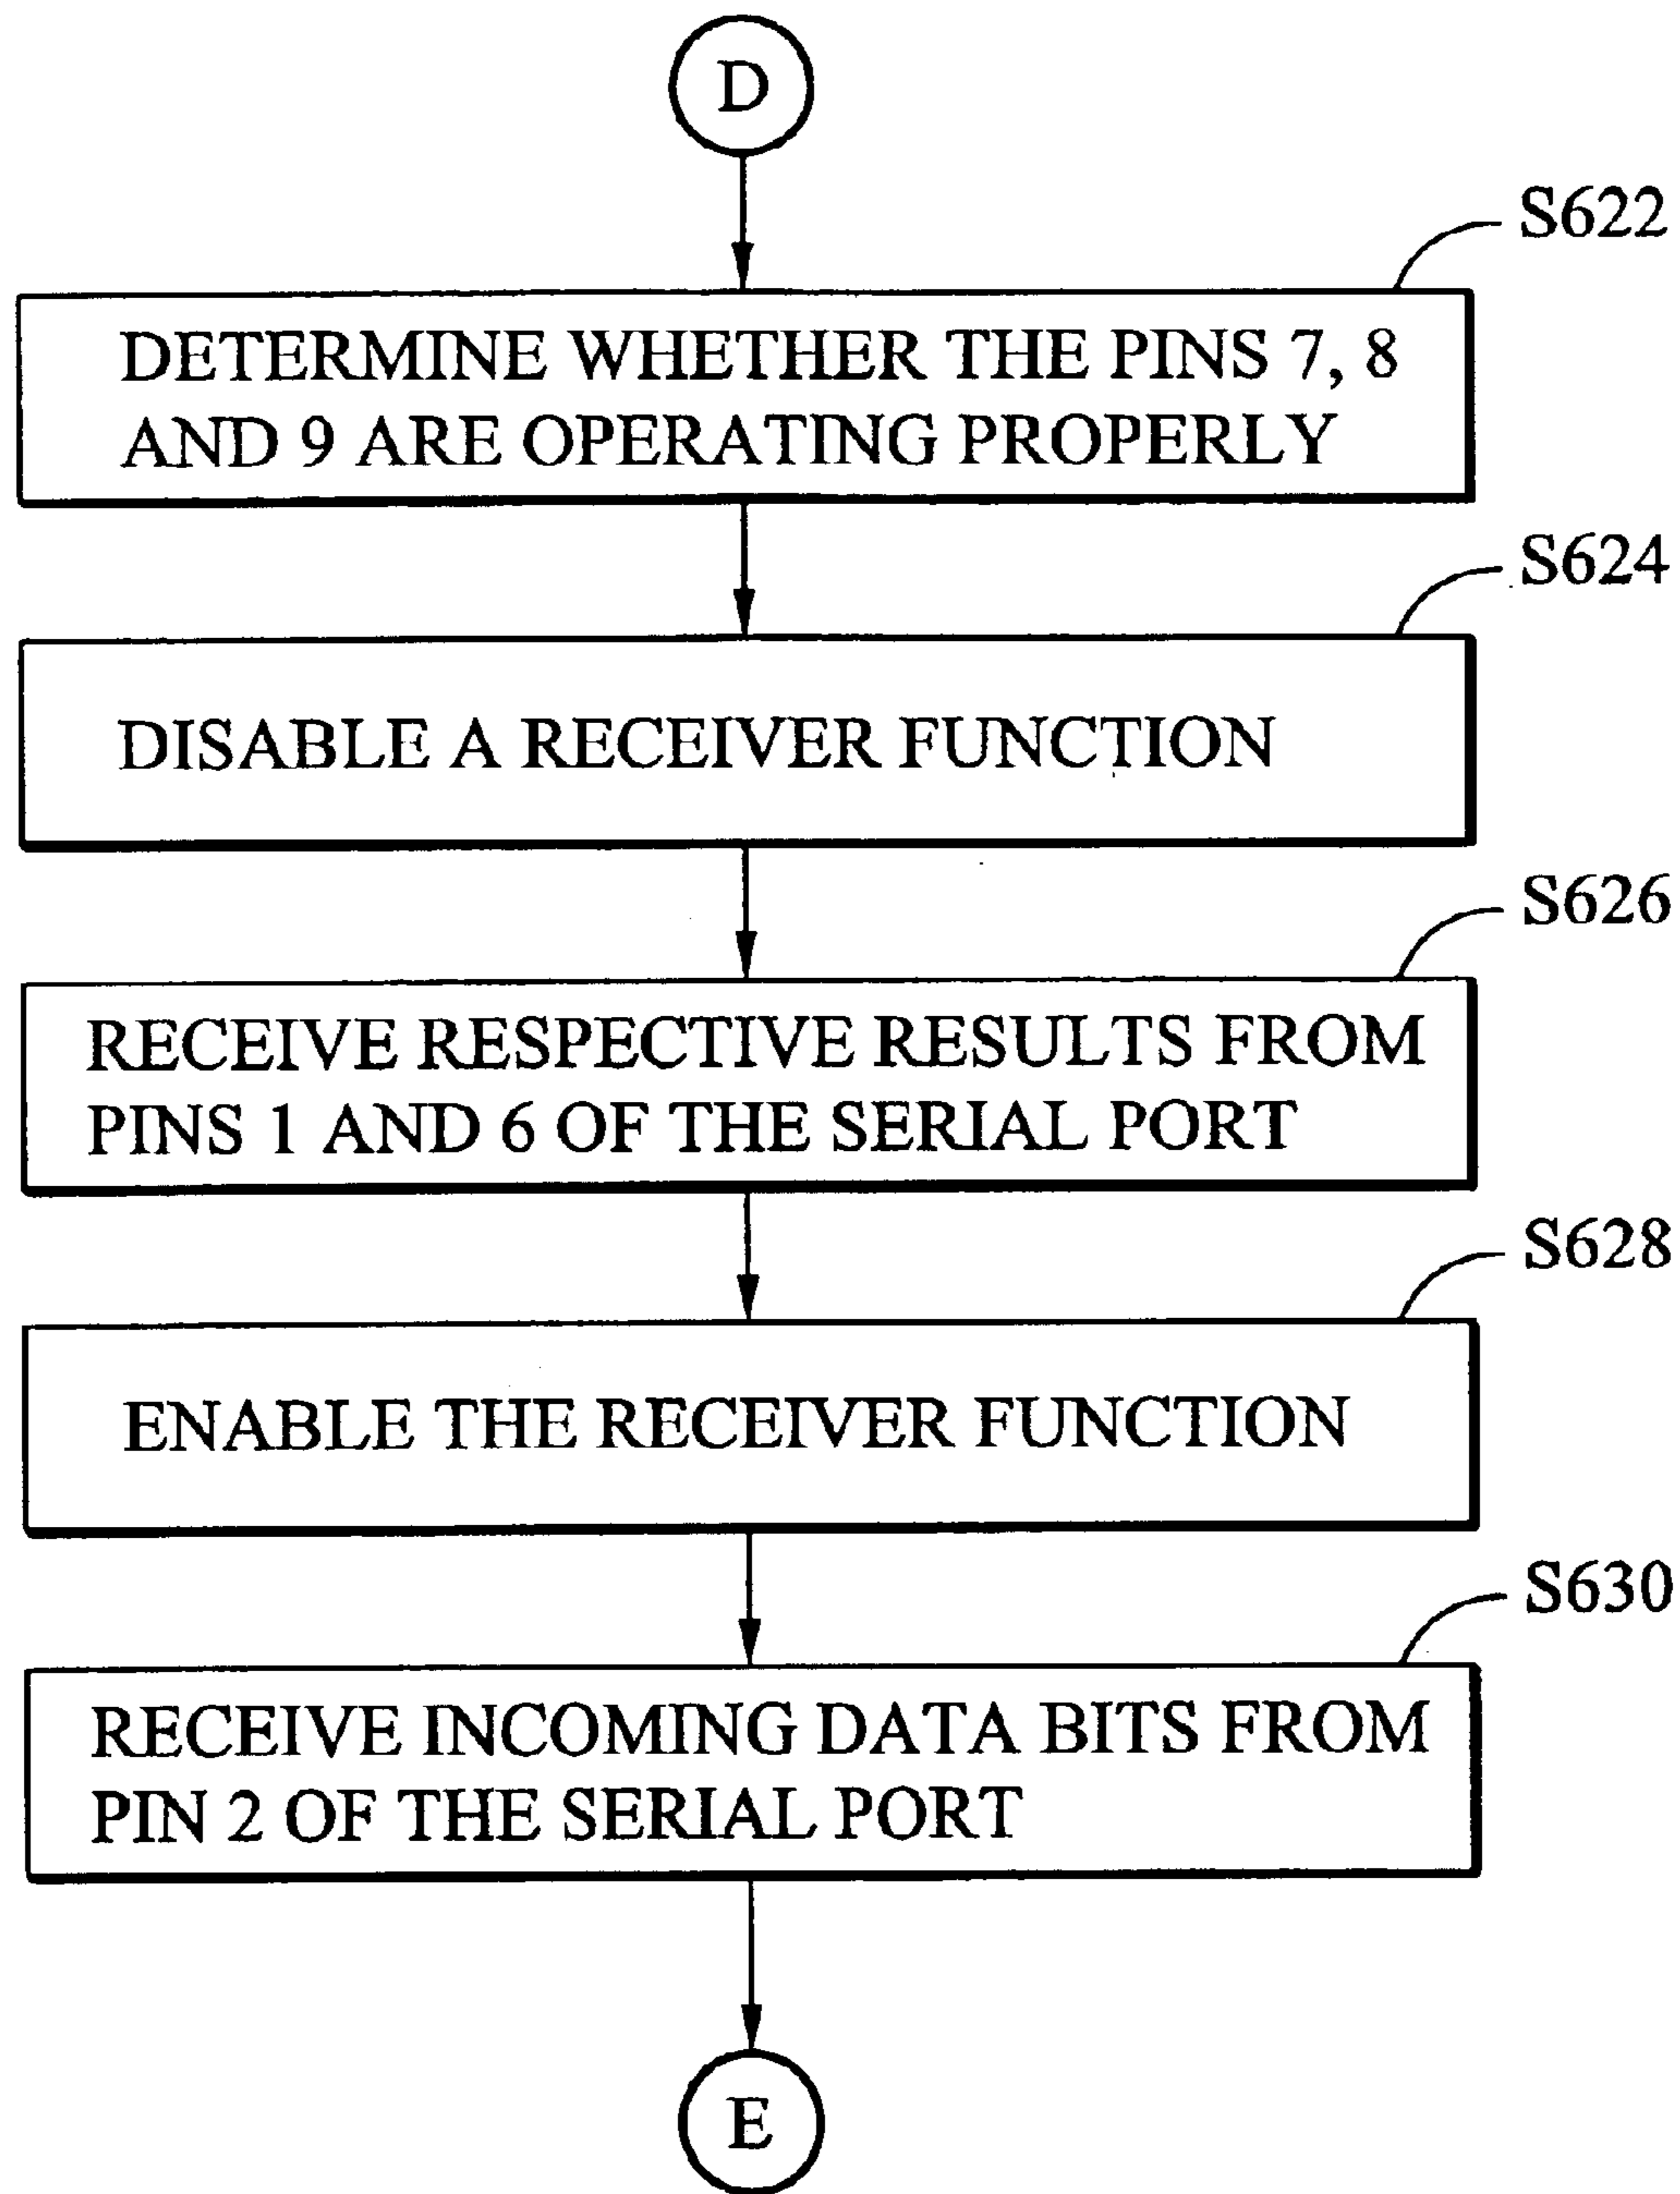 D
S622
DETERMINE WHETHER THE PINS 7, 8
AND 9 ARE OPERATING PROPERLY
S624
DISABLE A RECEIVER FUNCTION
S626
RECEIVE RESPECTIVE RESULTS FROM
PINS 1 AND 6 OF THE SERIAL PORT
S628
ENABLE THE RECEIVER FUNCTION
S630
RECEIVE INCOMING DATA BITS FROM
PIN 2 OF THE SERIAL PORT
E